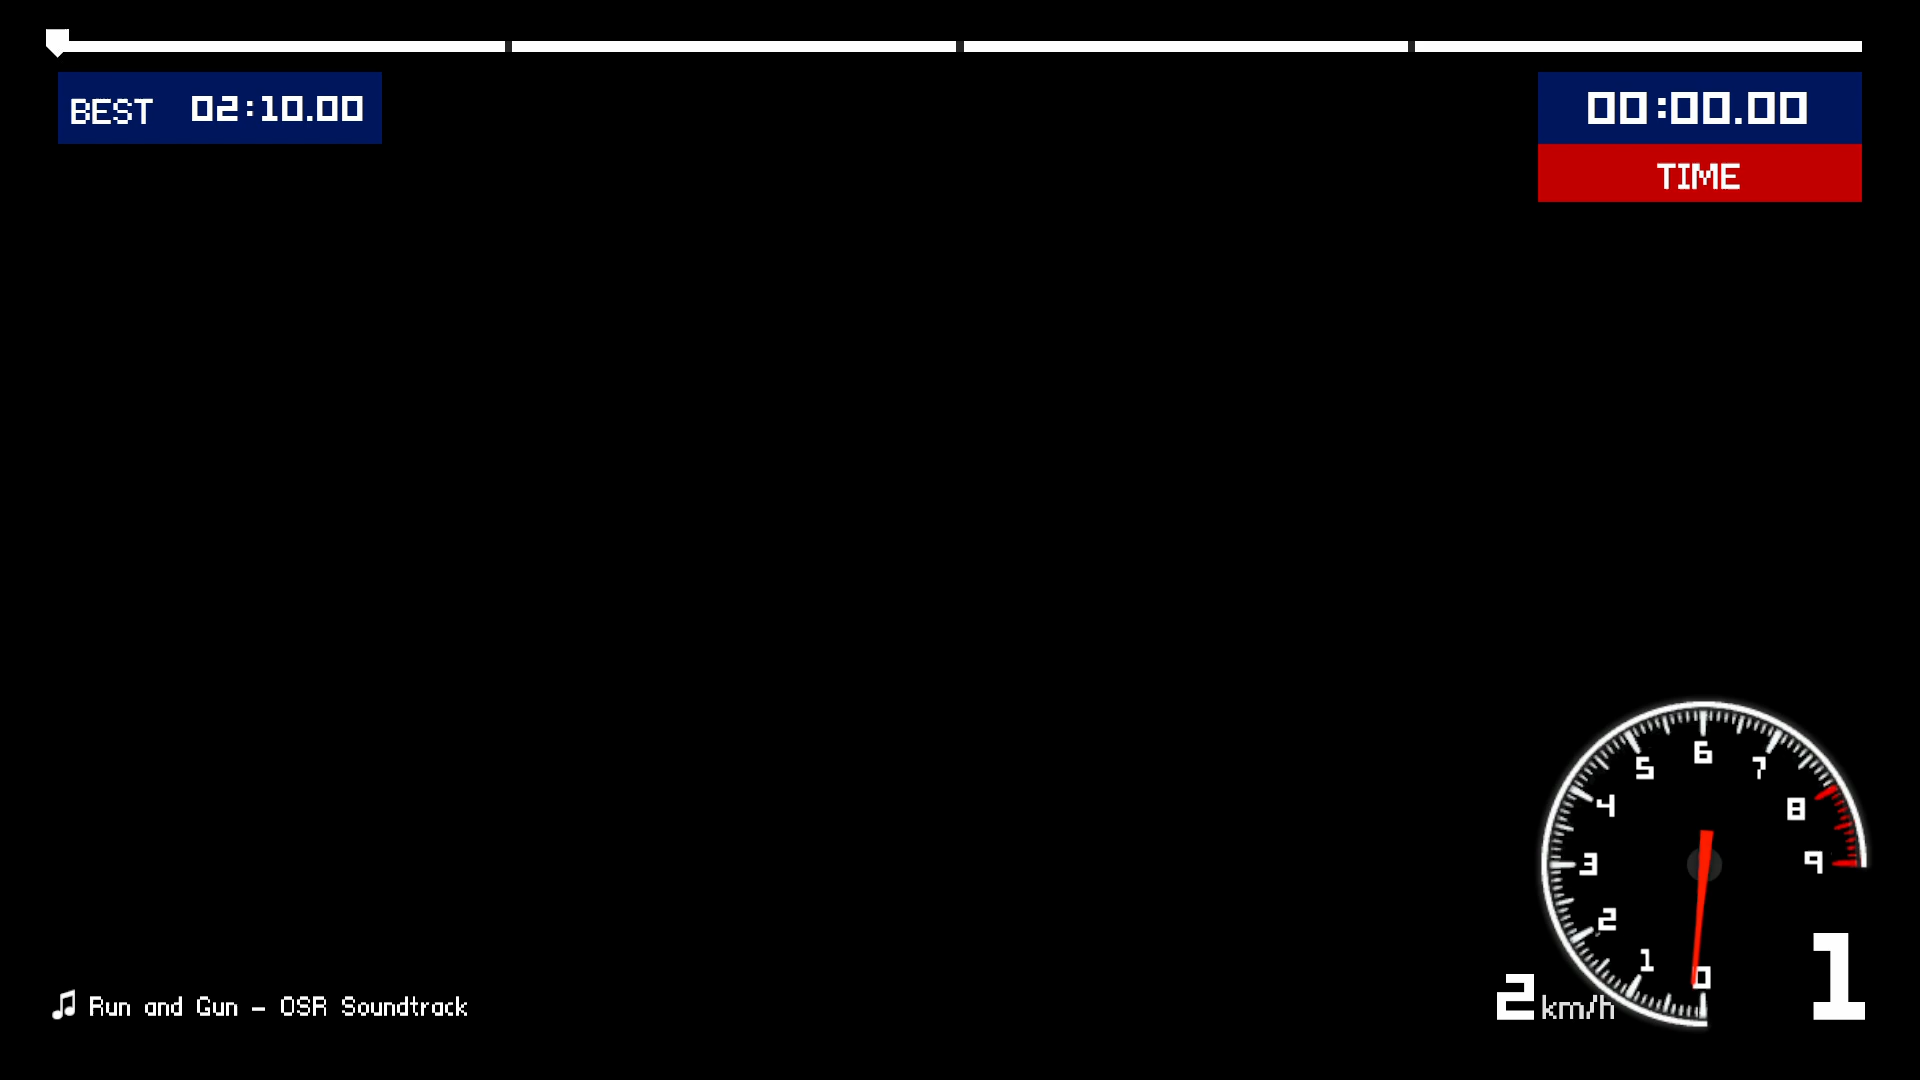 BEST 02:10.00
00:00.00
TIME
6
5 7
4 8
3 9
2
1
0
1
2 km/h
Run and Gun - OSR Soundtrack